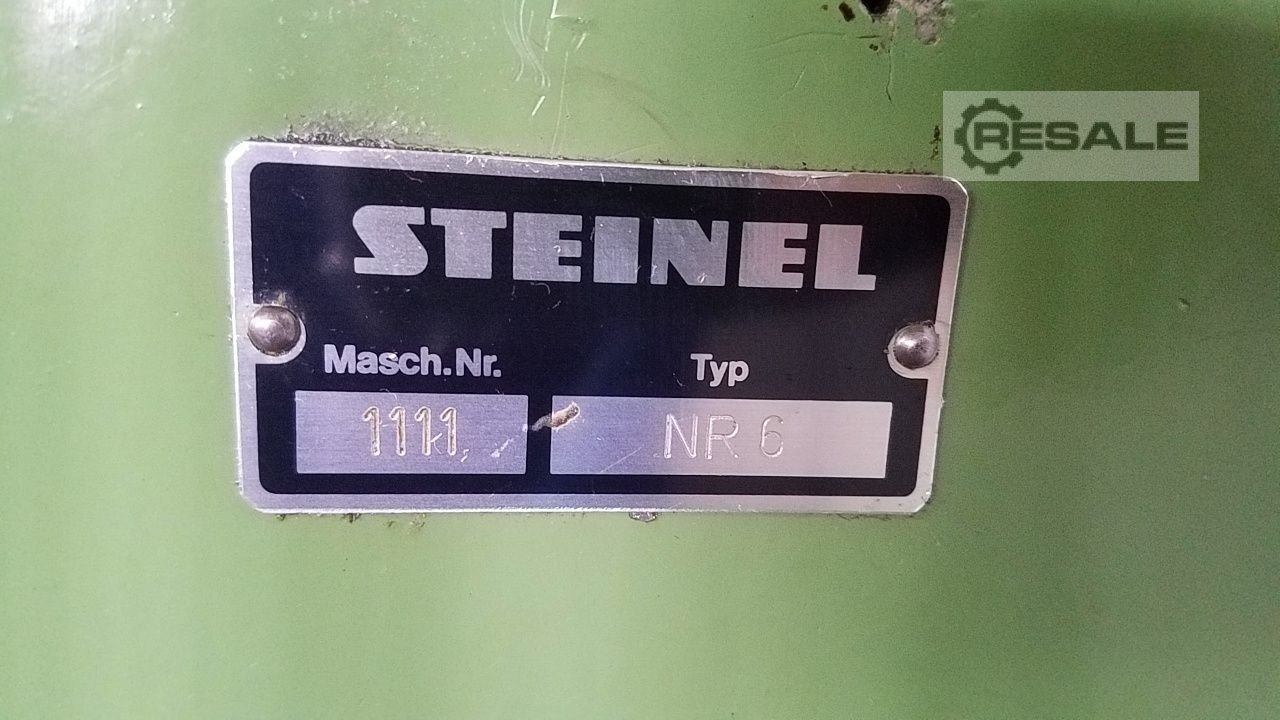 RESALE
STEINEL
Masch.Nr. Typ
1111 NR 6